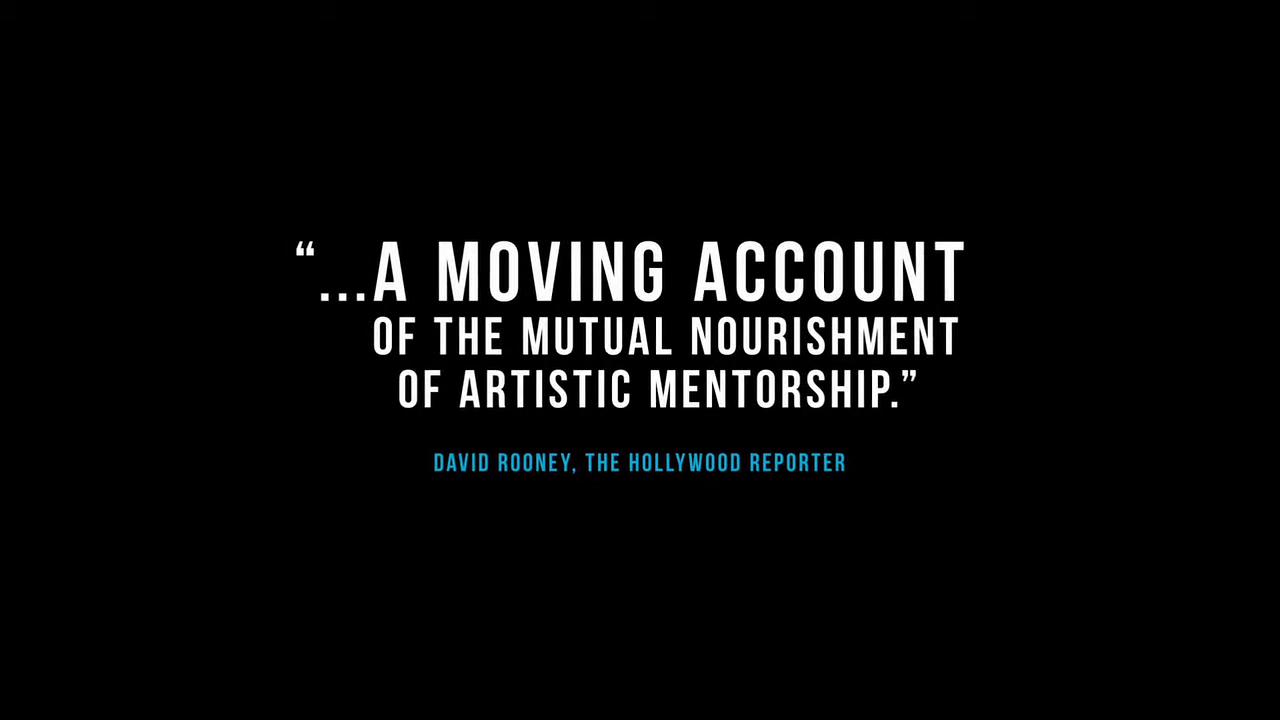 “...A MOVING ACCOUNT
OF THE MUTUAL NOURISHMENT
OF ARTISTIC MENTORSHIP.”
DAVID ROONEY, THE HOLLYWOOD REPORTER